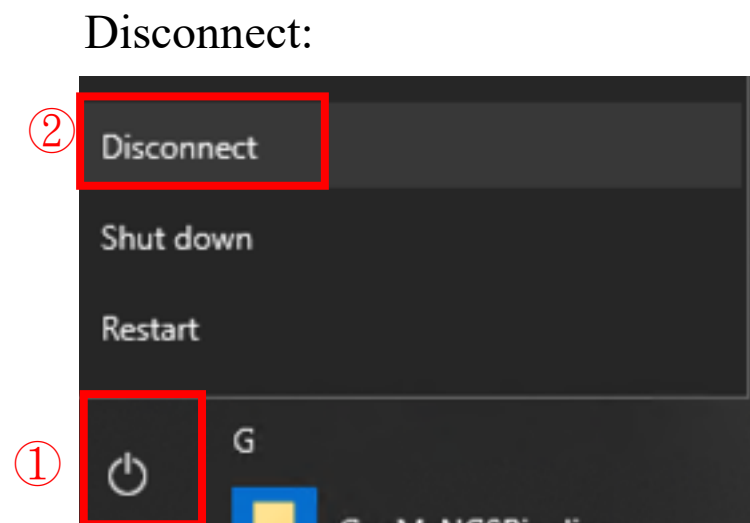 Disconnect:
② Disconnect
Shut down
Restart
① G